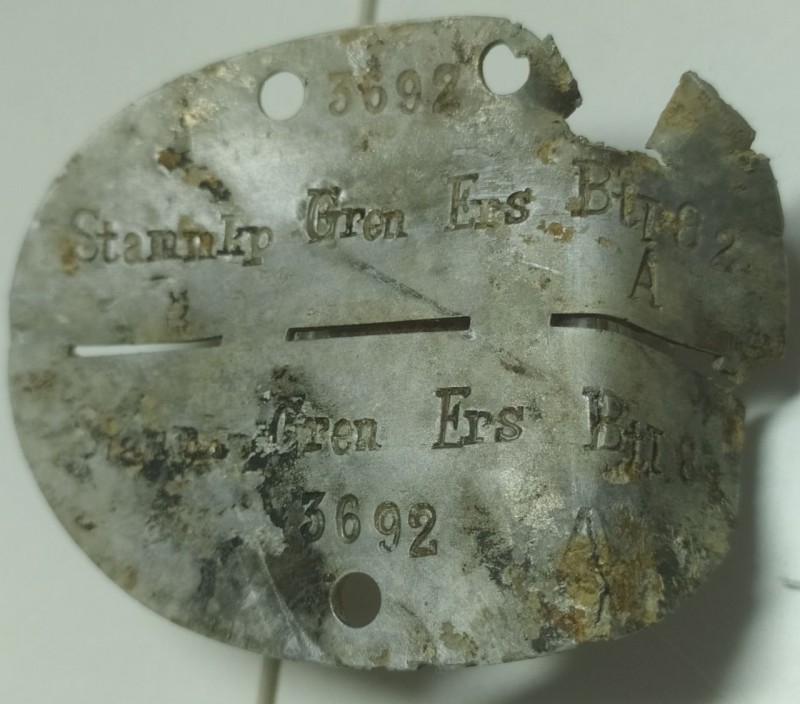 3692
Stammkp Gren Ers Btl 82
A
Gren Ers Btl 8
3692
A